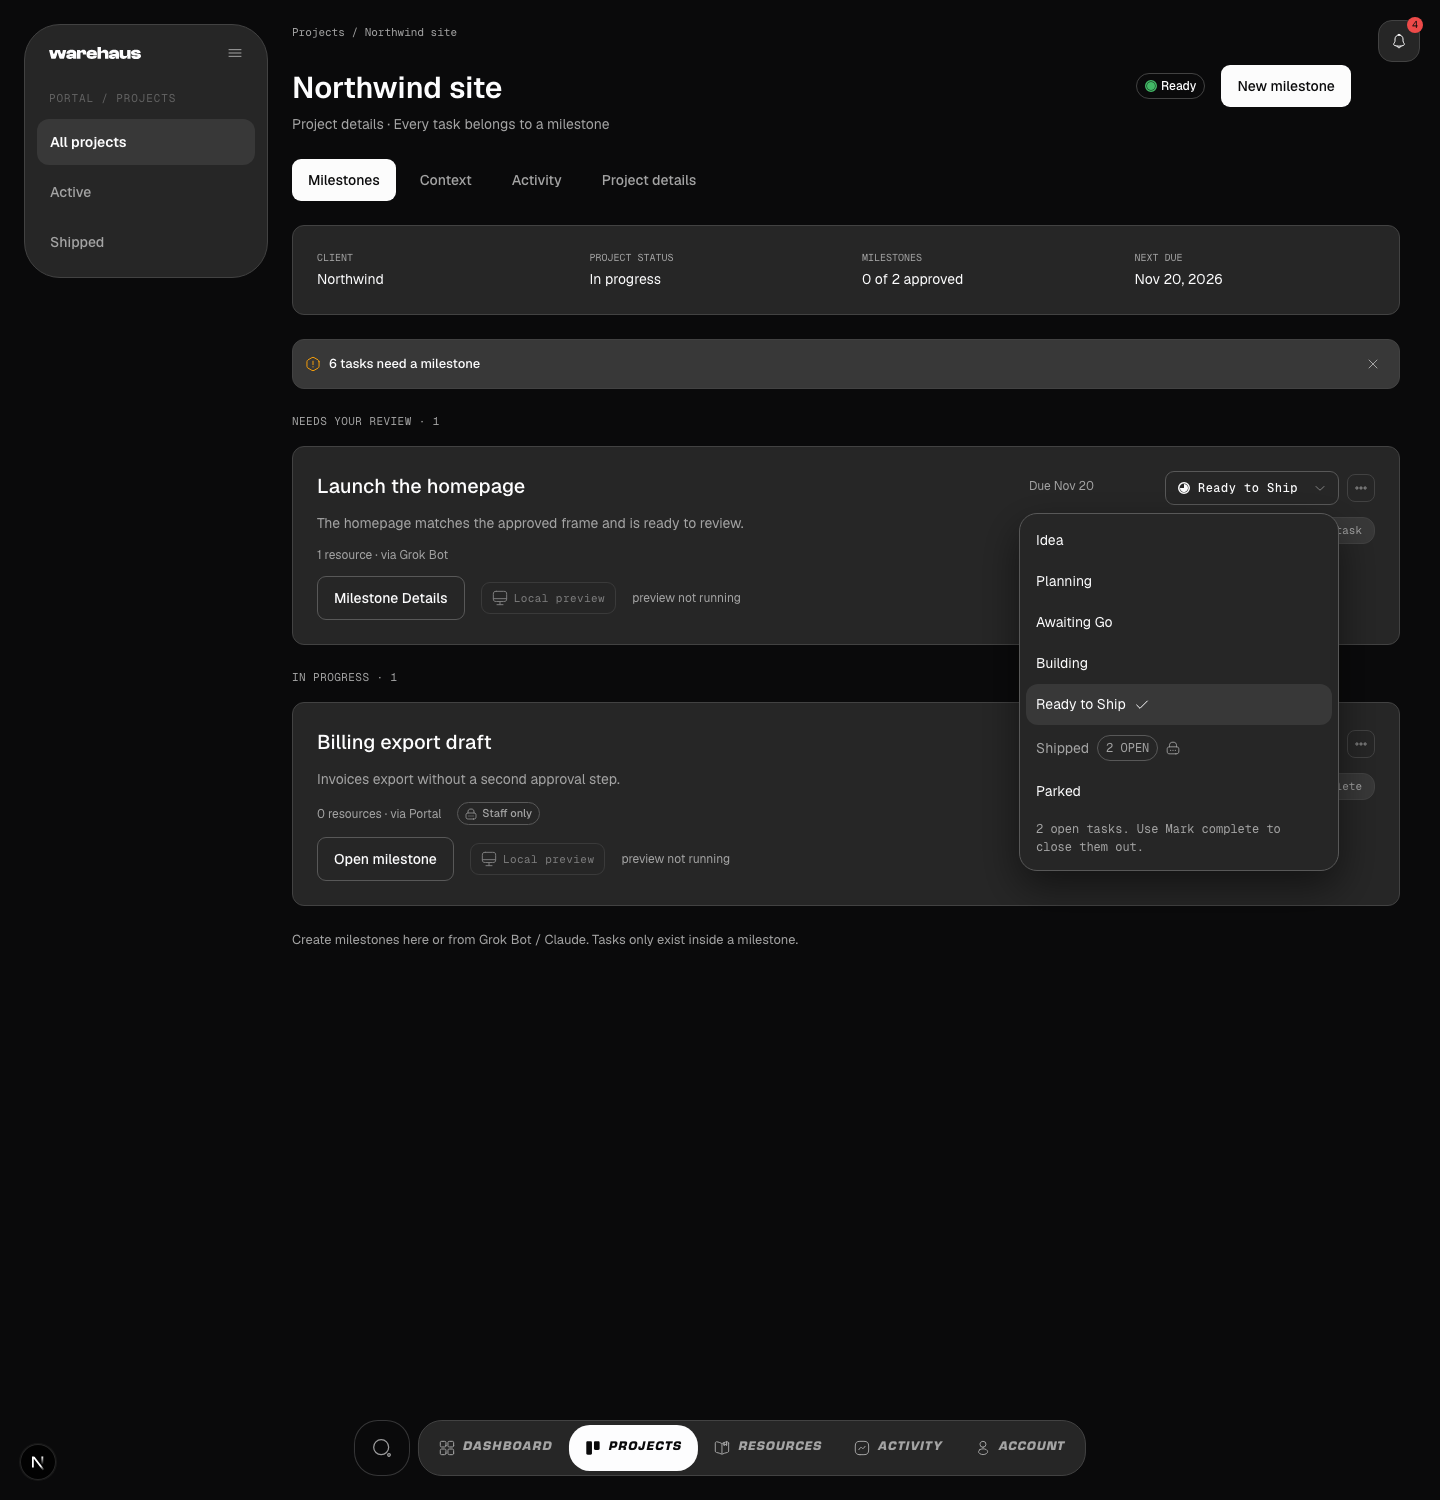 warehaus
PORTAL / PROJECTS
All projects
Active
Shipped
Projects / Northwind site
4
Northwind site
Ready
New milestone
Project details · Every task belongs to a milestone
Milestones
Context
Activity
Project details
CLIENT
Northwind
PROJECT STATUS
In progress
MILESTONES
0 of 2 approved
NEXT DUE
Nov 20, 2026
6 tasks need a milestone
NEEDS YOUR REVIEW · 1
Launch the homepage
Due Nov 20
Ready to Ship
The homepage matches the approved frame and is ready to review.
task
1 resource · via Grok Bot
Milestone Details
Local preview
preview not running
Idea
Planning
Awaiting Go
Building
Ready to Ship
Shipped
2 OPEN
Parked
2 open tasks. Use Mark complete to
close them out.
IN PROGRESS · 1
Billing export draft
Invoices export without a second approval step.
0 resources · via Portal
Staff only
Open milestone
Local preview
preview not running
Create milestones here or from Grok Bot / Claude. Tasks only exist inside a milestone.
N
DASHBOARD
PROJECTS
RESOURCES
ACTIVITY
ACCOUNT